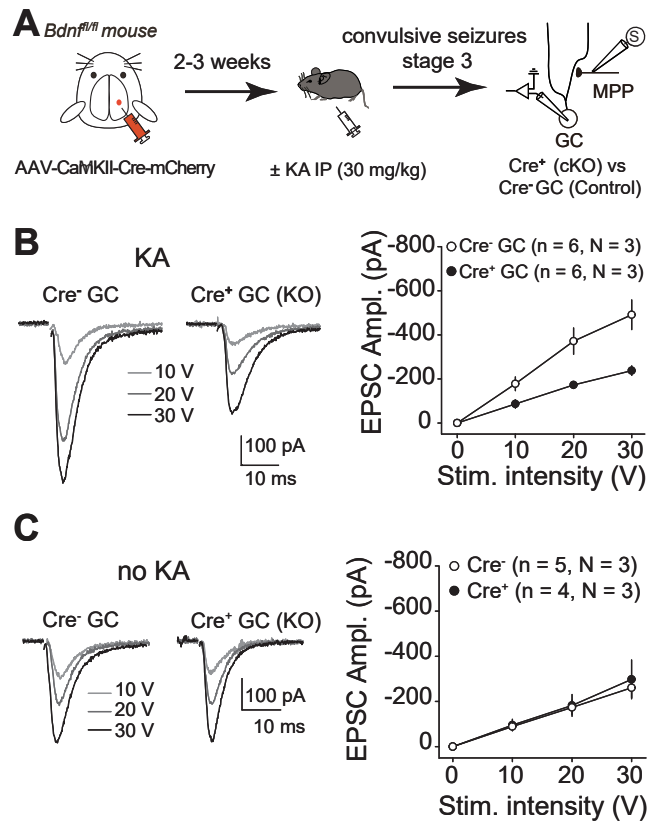 A
Bdnf^fl/fl mouse
2-3 weeks
convulsive seizures
stage 3
S
MPP
GC
AAV-CaMKII-Cre-mCherry
± KA IP (30 mg/kg)
Cre⁺ (cKO) vs
Cre⁻ GC (Control)
B
KA
Cre⁻ GC
Cre⁺ GC (KO)
10 V
20 V
30 V
100 pA
10 ms
EPSC Ampl. (pA)
-800
-600
-400
-200
0
Cre⁻ GC (n = 6, N = 3)
Cre⁺ GC (n = 6, N = 3)
0 10 20 30
Stim. intensity (V)
C
no KA
Cre⁻ GC
Cre⁺ GC (KO)
10 V
20 V
30 V
100 pA
10 ms
EPSC Ampl. (pA)
-800
-600
-400
-200
0
Cre⁻ (n = 5, N = 3)
Cre⁺ (n = 4, N = 3)
0 10 20 30
Stim. intensity (V)